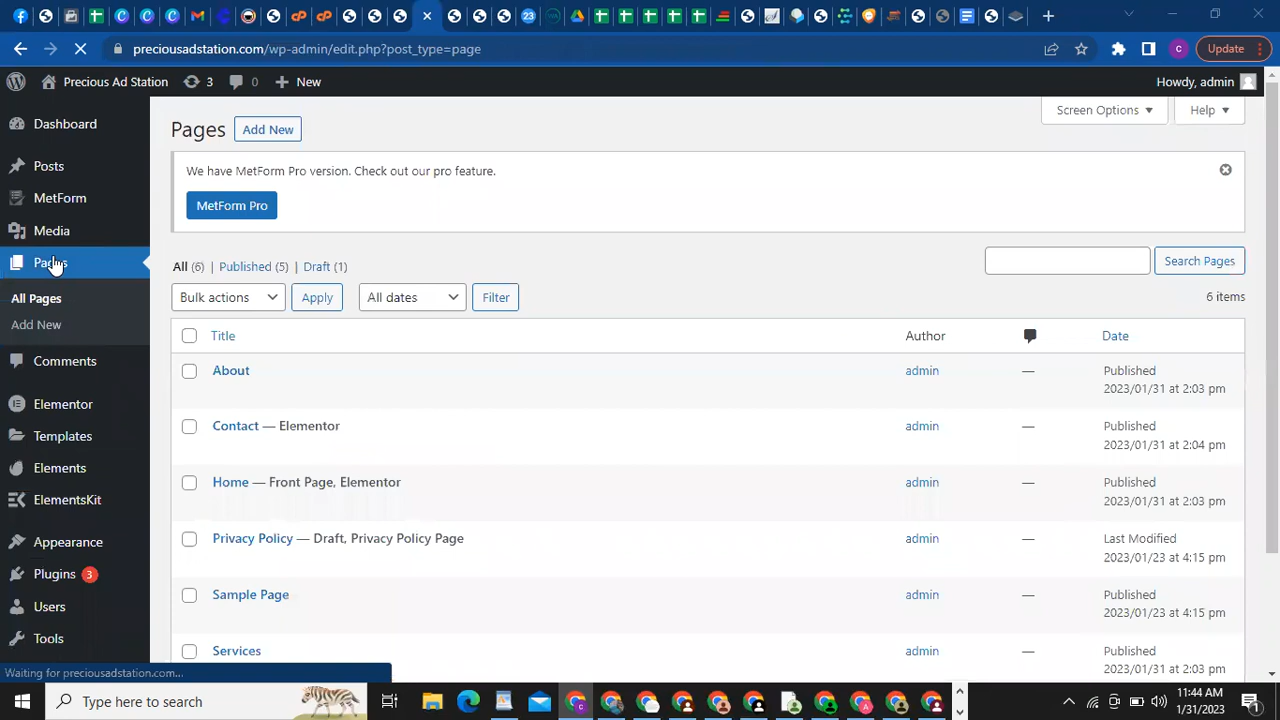 preciousadstation.com/wp-admin/edit.php?post_type=page
Update
Precious Ad Station
3
0
New
Howdy, admin
Dashboard
Posts
MetForm
Media
Pages
All Pages
Add New
Comments
Elementor
Templates
Elements
ElementsKit
Appearance
Plugins 3
Users
Tools
Screen Options
Help
Pages
Add New
We have MetForm Pro version. Check out our pro feature.
MetForm Pro
All (6) | Published (5) | Draft (1)
Search Pages
Bulk actions
Apply
All dates
Filter
6 items
Title Author Date
About admin — Published
2023/01/31 at 2:03 pm
Contact — Elementor admin — Published
2023/01/31 at 2:04 pm
Home — Front Page, Elementor admin — Published
2023/01/31 at 2:03 pm
Privacy Policy — Draft, Privacy Policy Page admin — Last Modified
2023/01/23 at 4:15 pm
Sample Page admin — Published
2023/01/23 at 4:15 pm
Services admin — Published
2023/01/31 at 2:03 pm
Waiting for preciousadstation.com...
Type here to search
11:44 AM
1/31/2023